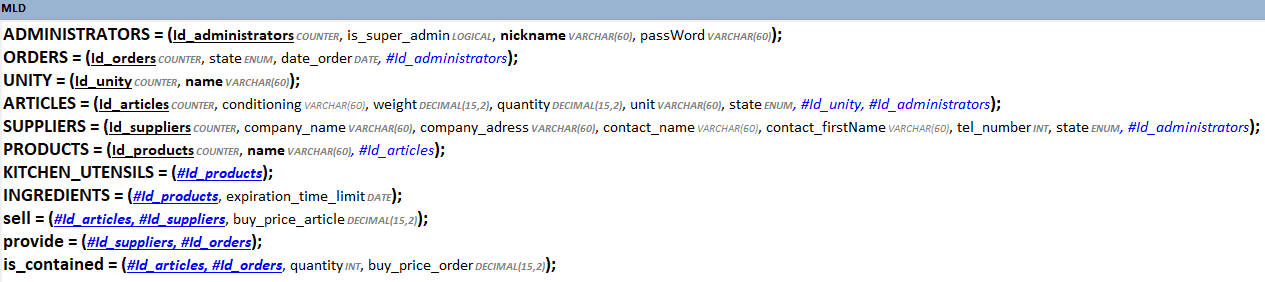 MLD
ADMINISTRATORS = (Id_administrators COUNTER, is_super_admin LOGICAL, nickname VARCHAR(60), passWord VARCHAR(60));
ORDERS = (Id_orders COUNTER, state ENUM, date_order DATE, #Id_administrators);
UNITY = (Id_unity COUNTER, name VARCHAR(60));
ARTICLES = (Id_articles COUNTER, conditioning VARCHAR(60), weight DECIMAL(15,2), quantity DECIMAL(15,2), unit VARCHAR(60), state ENUM, #Id_unity, #Id_administrators);
SUPPLIERS = (Id_suppliers COUNTER, company_name VARCHAR(60), company_adress VARCHAR(60), contact_name VARCHAR(60), contact_firstName VARCHAR(60), tel_number INT, state ENUM, #Id_administrators);
PRODUCTS = (Id_products COUNTER, name VARCHAR(60), #Id_articles);
KITCHEN_UTENSILS = (#Id_products);
INGREDIENTS = (#Id_products, expiration_time_limit DATE);
sell = (#Id_articles, #Id_suppliers, buy_price_article DECIMAL(15,2));
provide = (#Id_suppliers, #Id_orders);
is_contained = (#Id_articles, #Id_orders, quantity INT, buy_price_order DECIMAL(15,2));